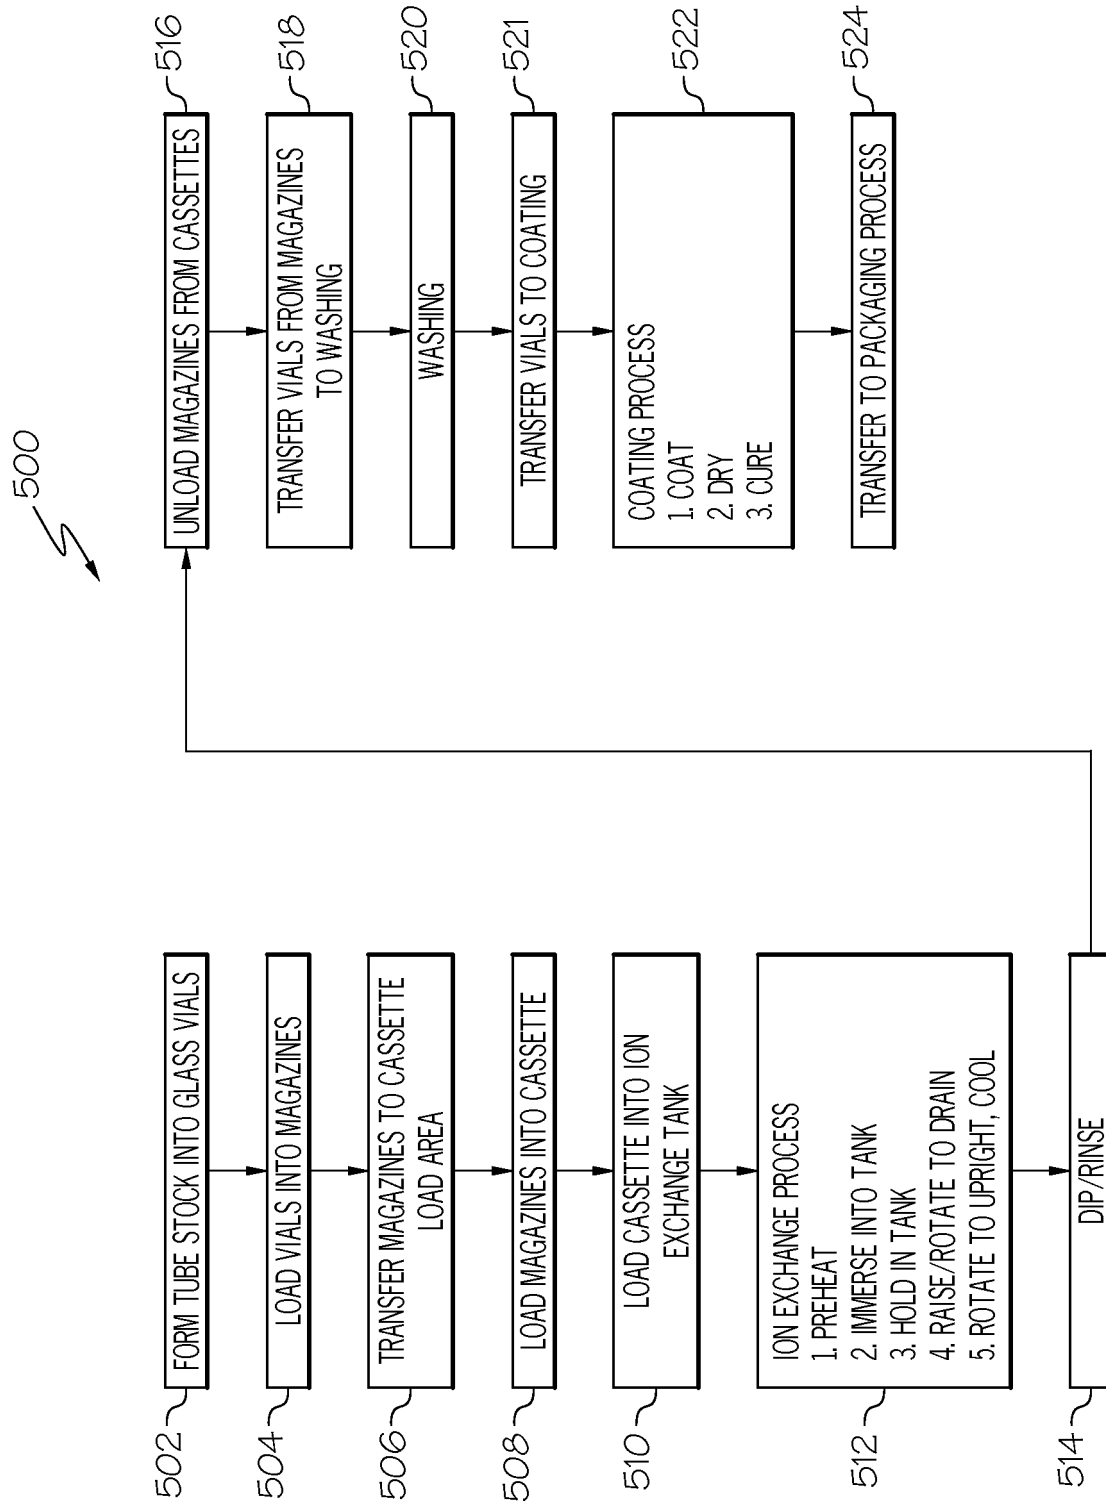 500
502
FORM TUBE STOCK INTO GLASS VIALS
504
LOAD VIALS INTO MAGAZINES
506
TRANSFER MAGAZINES TO CASSETTE
LOAD AREA
508
LOAD MAGAZINES INTO CASSETTE
510
LOAD CASSETTE INTO ION
EXCHANGE TANK
512
ION EXCHANGE PROCESS
1. PREHEAT
2. IMMERSE INTO TANK
3. HOLD IN TANK
4. RAISE/ROTATE TO DRAIN
5. ROTATE TO UPRIGHT, COOL
514
DIP/RINSE
UNLOAD MAGAZINES FROM CASSETTES
516
TRANSFER VIALS FROM MAGAZINES
TO WASHING
518
WASHING
520
TRANSFER VIALS TO COATING
521
COATING PROCESS
1. COAT
2. DRY
3. CURE
522
TRANSFER TO PACKAGING PROCESS
524